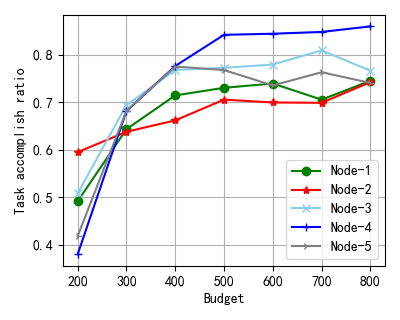 Task accomplish ratio
0.8
0.7
0.6
0.5
0.4
200 300 400 500 600 700 800
Budget
Node-1
Node-2
Node-3
Node-4
Node-5